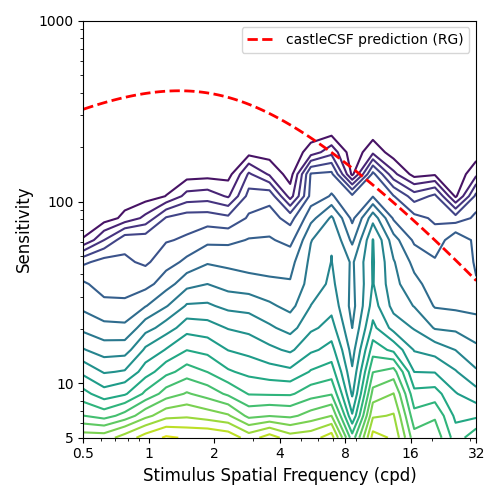 1000
castleCSF prediction (RG)
Sensitivity
100
10
5
0.5 1 2 4 8 16 32
Stimulus Spatial Frequency (cpd)